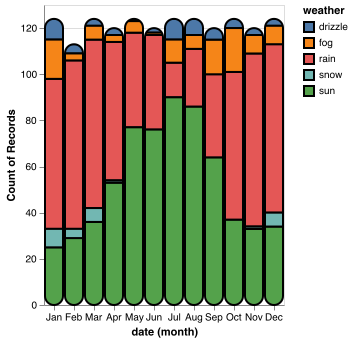 weather
drizzle
fog
rain
snow
sun
Count of Records
120
100
80
60
40
20
0
Jan Feb Mar Apr May Jun Jul Aug Sep Oct Nov Dec
date (month)